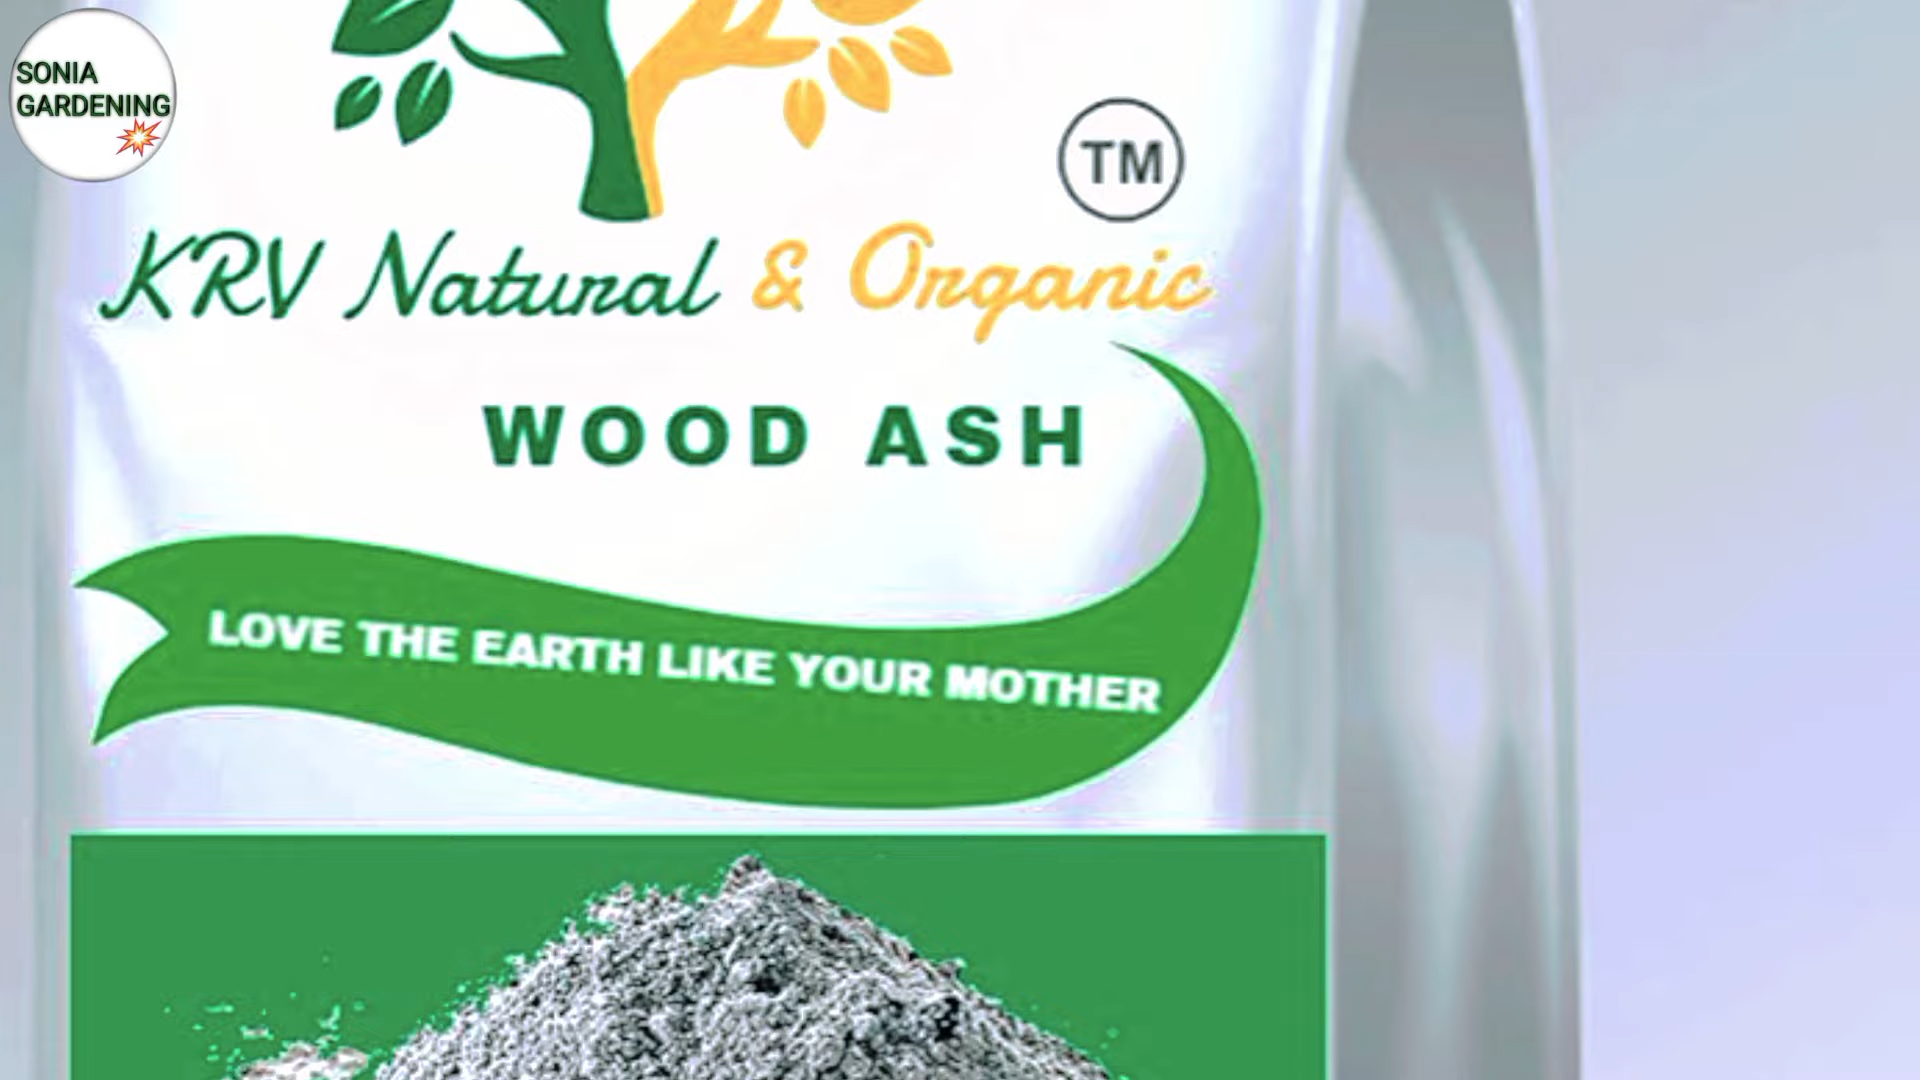 SONIA
GARDENING
TM
KRV Natural & Organic
WOOD ASH
LOVE THE EARTH LIKE YOUR MOTHER